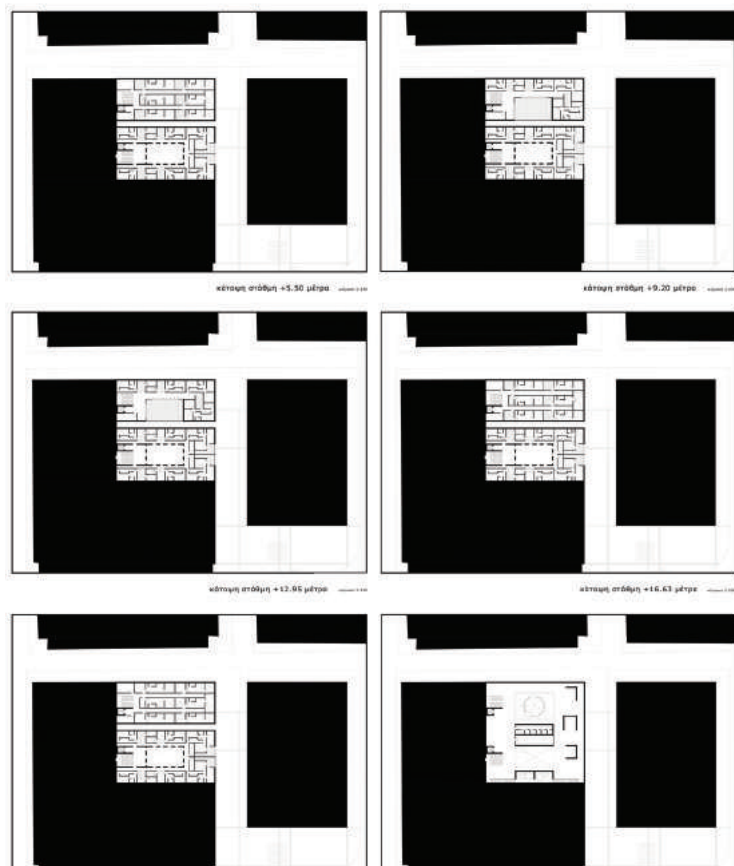 κάτοψη στάθμη +5.50 μέτρα
κάτοψη στάθμη +9.20 μέτρα
κάτοψη στάθμη +12.95 μέτρα
κάτοψη στάθμη +16.63 μέτρα